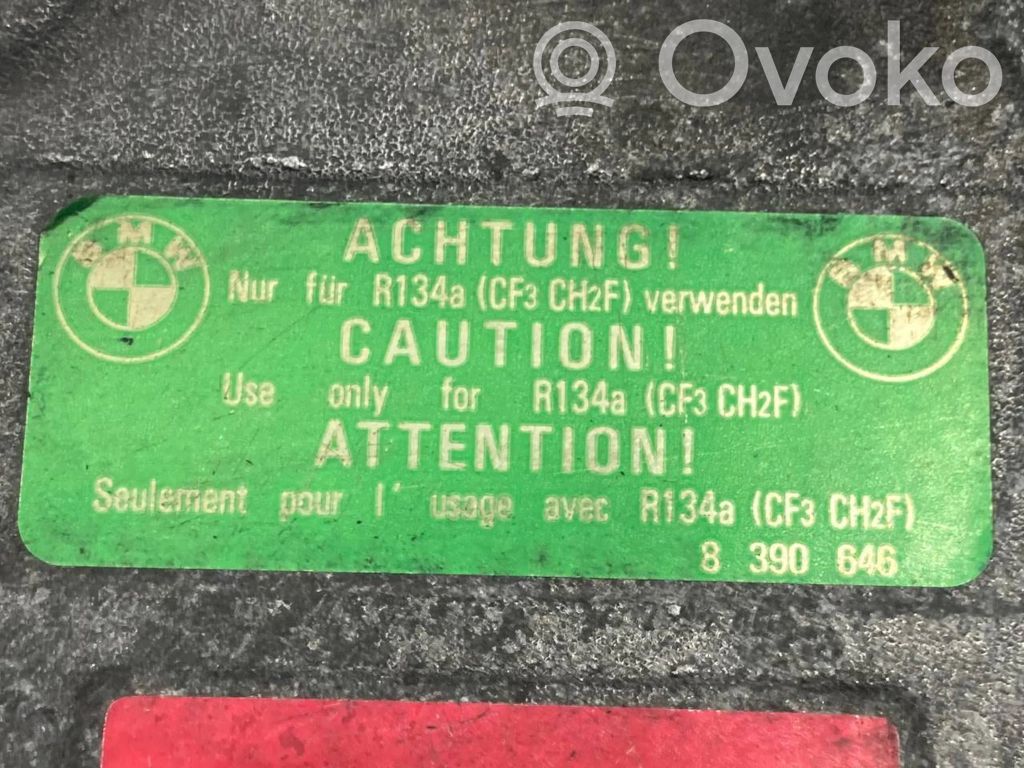 Ovoko
BMW
BMW
ACHTUNG!
Nur für R134a (CF3 CH2F) verwenden
CAUTION!
Use only for R134a (CF3 CH2F)
ATTENTION!
Seulement pour l' usage avec R134a (CF3 CH2F)
8 390 646